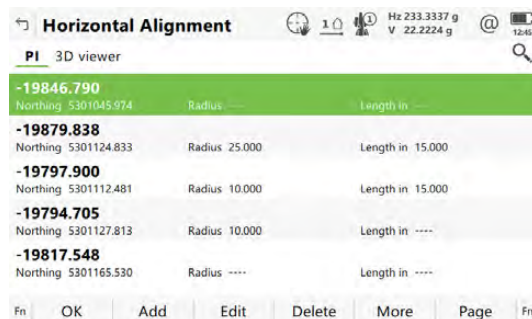 Horizontal Alignment
1
1
Hz 233.3337 g
V 22.2224 g
@
12:45
PI 3D viewer
-19846.790
Northing 5301045.974 Radius ---- Length in ----
-19879.838
Northing 5301124.833 Radius 25.000 Length in 15.000
-19797.900
Northing 5301112.481 Radius 10.000 Length in 15.000
-19794.705
Northing 5301127.813 Radius 10.000 Length in ----
-19817.548
Northing 5301165.530 Radius ---- Length in ----
Fn OK Add Edit Delete More Page